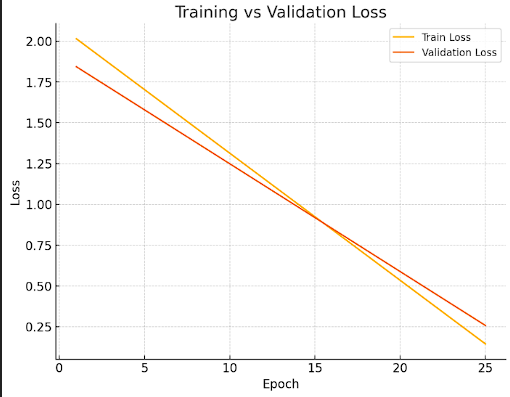 Training vs Validation Loss
Train Loss
Validation Loss
2.00
1.75
1.50
1.25
1.00
0.75
0.50
0.25
Loss
0 5 10 15 20 25
Epoch